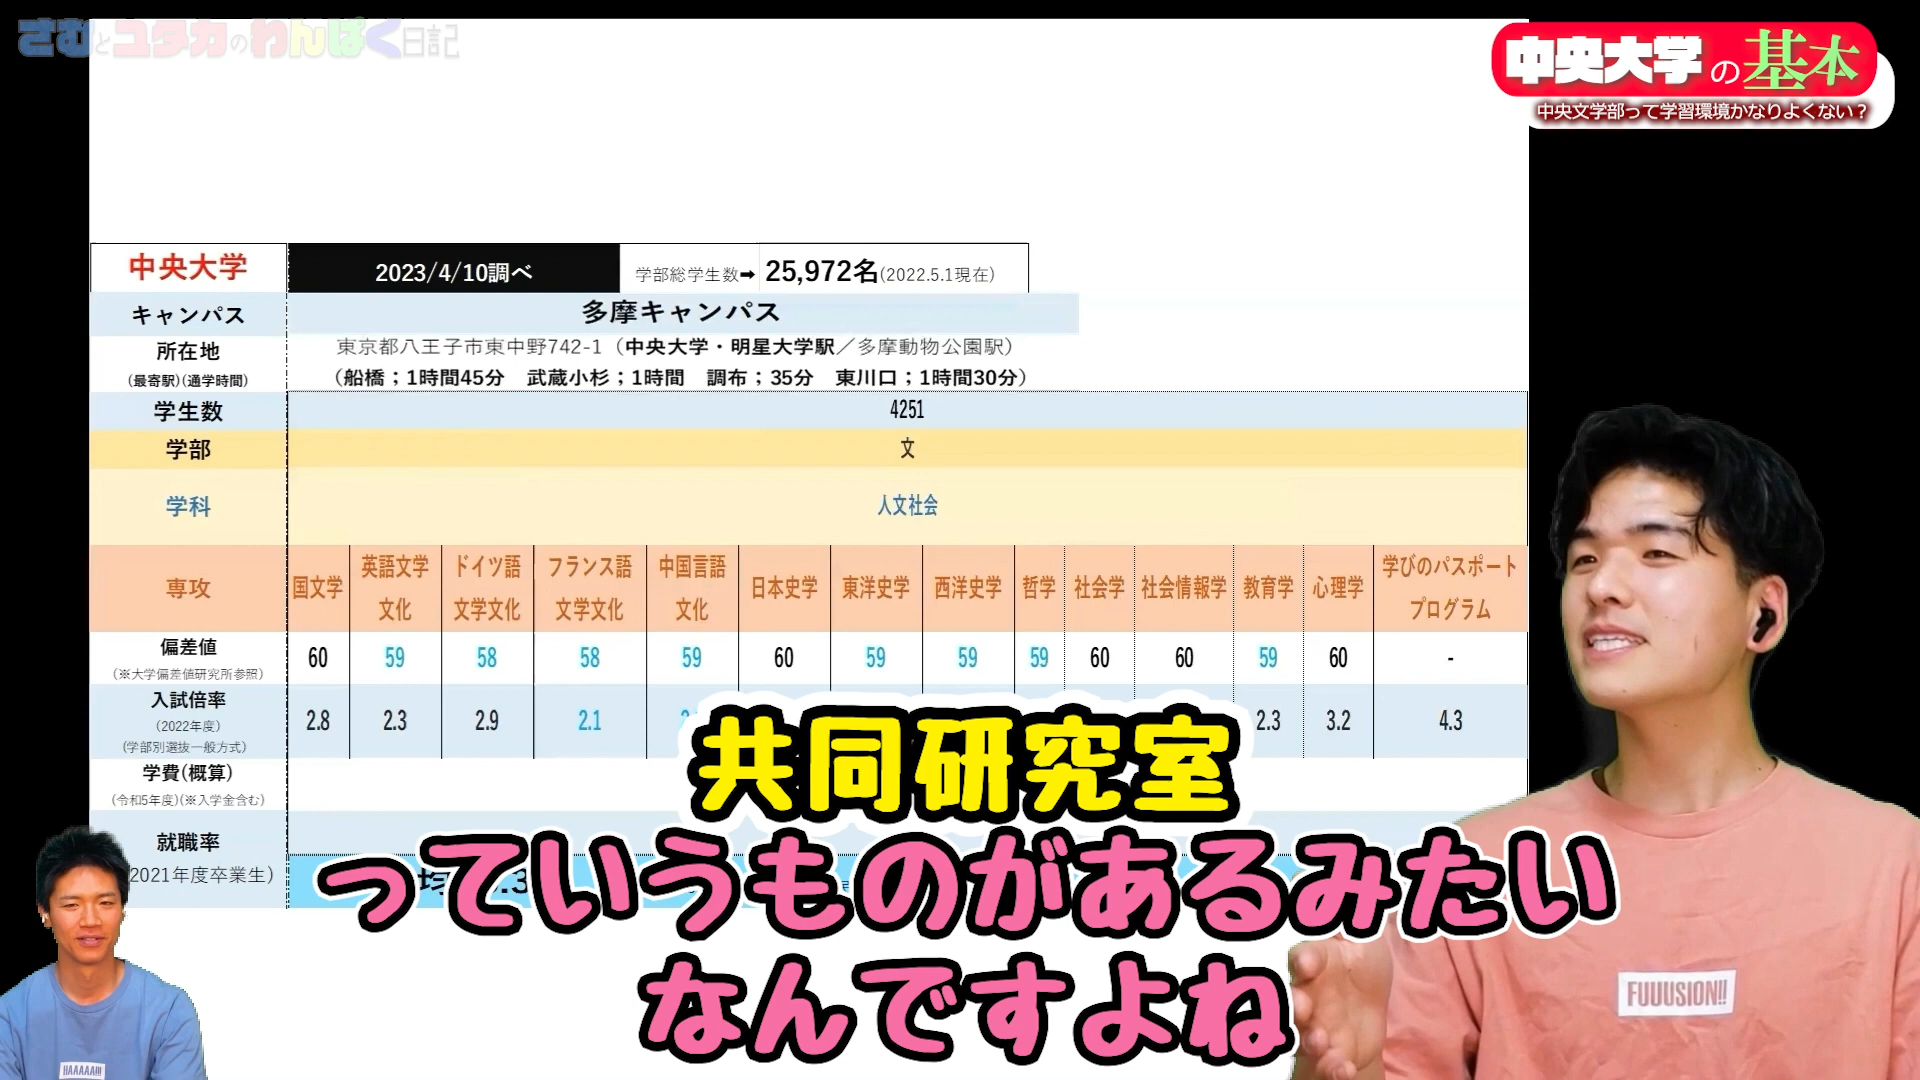 さむとユタカのわんぱく日記
中央大学の基本
中央文学部って学習環境かなりよくない？
中央大学 2023/4/10調べ 学部総学生数➡ 25,972名(2022.5.1現在)
キャンパス 多摩キャンパス
所在地 東京都八王子市東中野742-1（中央大学・明星大学駅／多摩動物公園駅）
(最寄駅)(通学時間) （船橋；1時間45分 武蔵小杉；1時間 調布；35分 東川口；1時間30分）
学生数 4251
学部 文
学科 人文社会
専攻 国文学 英語文学文化 ドイツ語文学文化 フランス語文学文化 中国言語文化 日本史学 東洋史学 西洋史学 哲学 社会学 社会情報学 教育学 心理学 学びのパスポートプログラム
偏差値 60 59 58 58 59 60 59 59 59 60 60 59 60 -
(※大学偏差値研究所参照)
入試倍率 2.8 2.3 2.9 2.1 2.3 3.2 4.3
(2022年度)
(学部別選抜一般方式)
学費(概算)
(令和5年度)(※入学金含む)
就職率
2021年度卒業生)
共同研究室
っていうものがあるみたい
なんですよね
FUUUSION!!
HAAAAA!!!